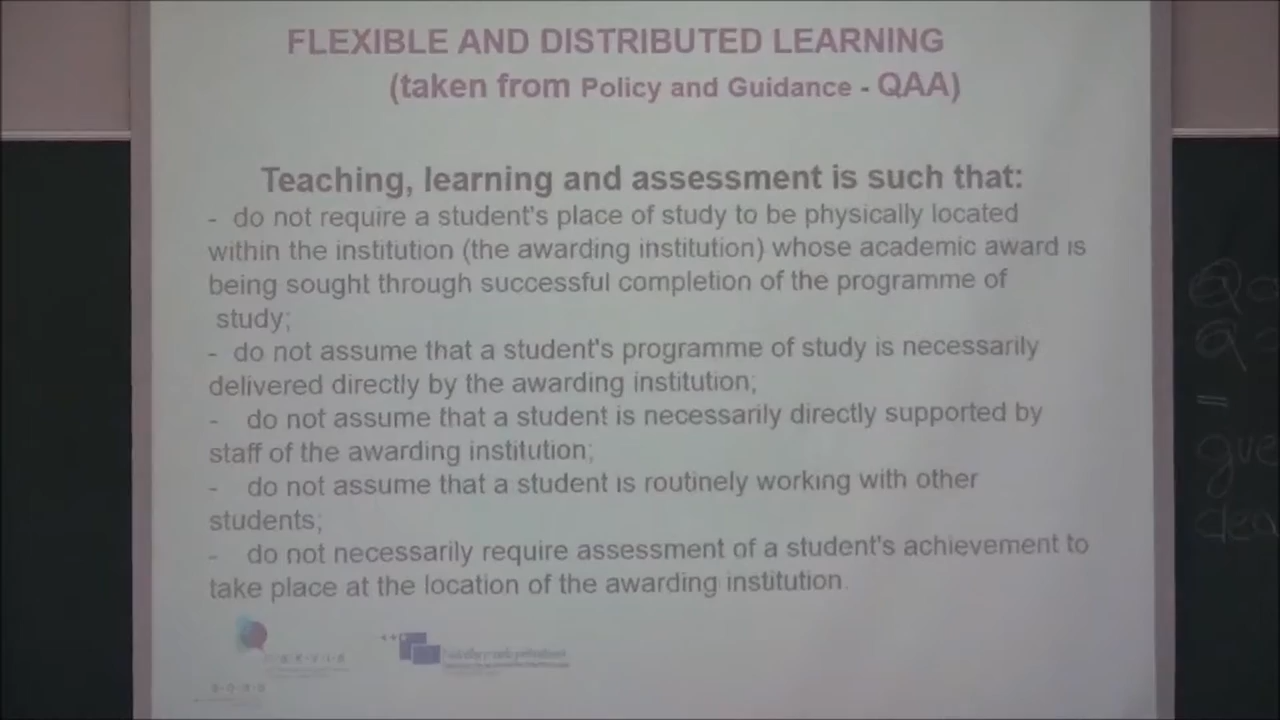 FLEXIBLE AND DISTRIBUTED LEARNING
(taken from Policy and Guidance - QAA)
Teaching, learning and assessment is such that:
- do not require a student's place of study to be physically located
within the institution (the awarding institution) whose academic award is
being sought through successful completion of the programme of
study;
- do not assume that a student's programme of study is necessarily
delivered directly by the awarding institution;
- do not assume that a student is necessarily directly supported by
staff of the awarding institution;
- do not assume that a student is routinely working with other
students;
- do not necessarily require assessment of a student's achievement to
take place at the location of the awarding institution.
=